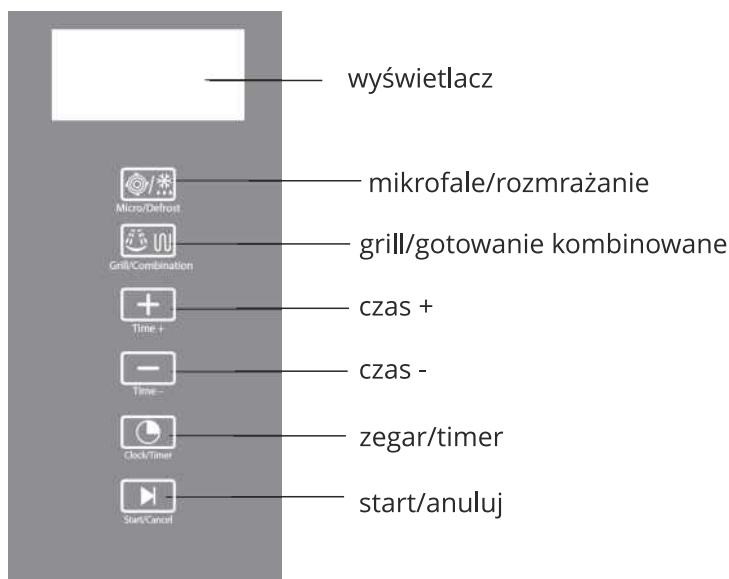 wyświetlacz
mikrofale/rozmrażanie
Micro/Defrost
grill/gotowanie kombinowane
Grill/Combination
czas +
Time +
czas -
Time -
zegar/timer
Clock/Timer
start/anuluj
Start/Cancel